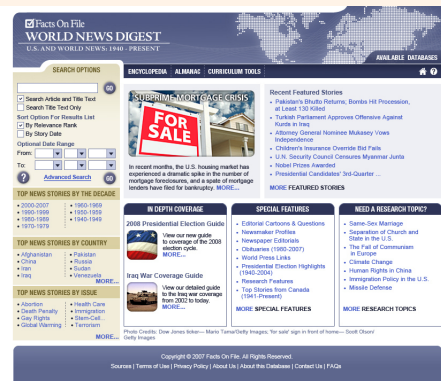 Facts On File
WORLD NEWS
DIGEST
U.S. AND WORLD NEWS: 1940 - PRESENT
AVAILABLE DATABASES
SEARCH OPTIONS
ENCYCLOPEDIA ALMANAC CURRICULUM TOOLS
GO
Search Article and Title Text
Search Title Text Only
Sort Option For Results List
By Relevance Rank
By Story Date
Optional Date Range
From:
To:
? Advanced Search GO
TOP NEWS STORIES BY THE DECADE
• 2000-2007
• 1990-1999
• 1980-1989
• 1970-1979
• 1960-1969
• 1950-1959
• 1940-1949
TOP NEWS STORIES BY COUNTRY
• Afghanistan
• China
• Iran
• Iraq
• Pakistan
• Russia
• Sudan
• Venezuela
MORE...
TOP NEWS STORIES BY ISSUE
• Abortion
• Death Penalty
• Gay Rights
• Global Warming
• Health Care
• Immigration
• Stem-Cell...
• Terrorism
MORE...
SUBPRIME MORTGAGE CRISIS
FOR
SALE
In recent months, the U.S. housing market has
experienced a dramatic spike in the number of
mortgage foreclosures, and a spate of mortgage
lenders have filed for bankruptcy. MORE...
Recent Featured Stories
• Pakistan's Bhutto Returns, Bombs Hit Procession,
at Least 130 Killed
• Turkish Parliament Approves Offensive Against
Kurds in Iraq
• Attorney General Nominee Mukasey Vows
Independence
• Children's Insurance Override Bid Fails
• U.N. Security Council Censures Myanmar Junta
• Nobel Prizes Awarded
• Presidential Candidates' 3rd-Quarter ...
MORE FEATURED STORIES
IN DEPTH COVERAGE
2008 Presidential Election Guide
View our new guide
to coverage of the 2008
election cycle.
MORE...
Iraq War Coverage Guide
View our detailed guide
to the Iraq war coverage
from 2002 to today.
MORE...
SPECIAL FEATURES
• Editorial Cartoons & Questions
• Newsmaker Profiles
• Newspaper Editorials
• Obituaries (1960-2007)
• World Press Links
• Presidential Election Highlights
(1940-2004)
• Research Features
• Top Stories from Canada
(1941-Present)
MORE SPECIAL FEATURES
NEED A RESEARCH TOPIC?
• Same-Sex Marriage
• Separation of Church and
State in the U.S.
• The Fall of Communism
in Europe
• Climate Change
• Human Rights in China
• Immigration Policy in the U.S.
• Missile Defense
MORE RESEARCH TOPICS
Photo Credits: Dow Jones ticker— Mario Tama/Getty Images; 'for sale' sign in front of home— Scott Olson/
Getty Images
Copyright © 2007 Facts On File. All Rights Reserved.
Sources | Terms of Use | Privacy Policy | About Us | About this Database | Contact Us | FAQs